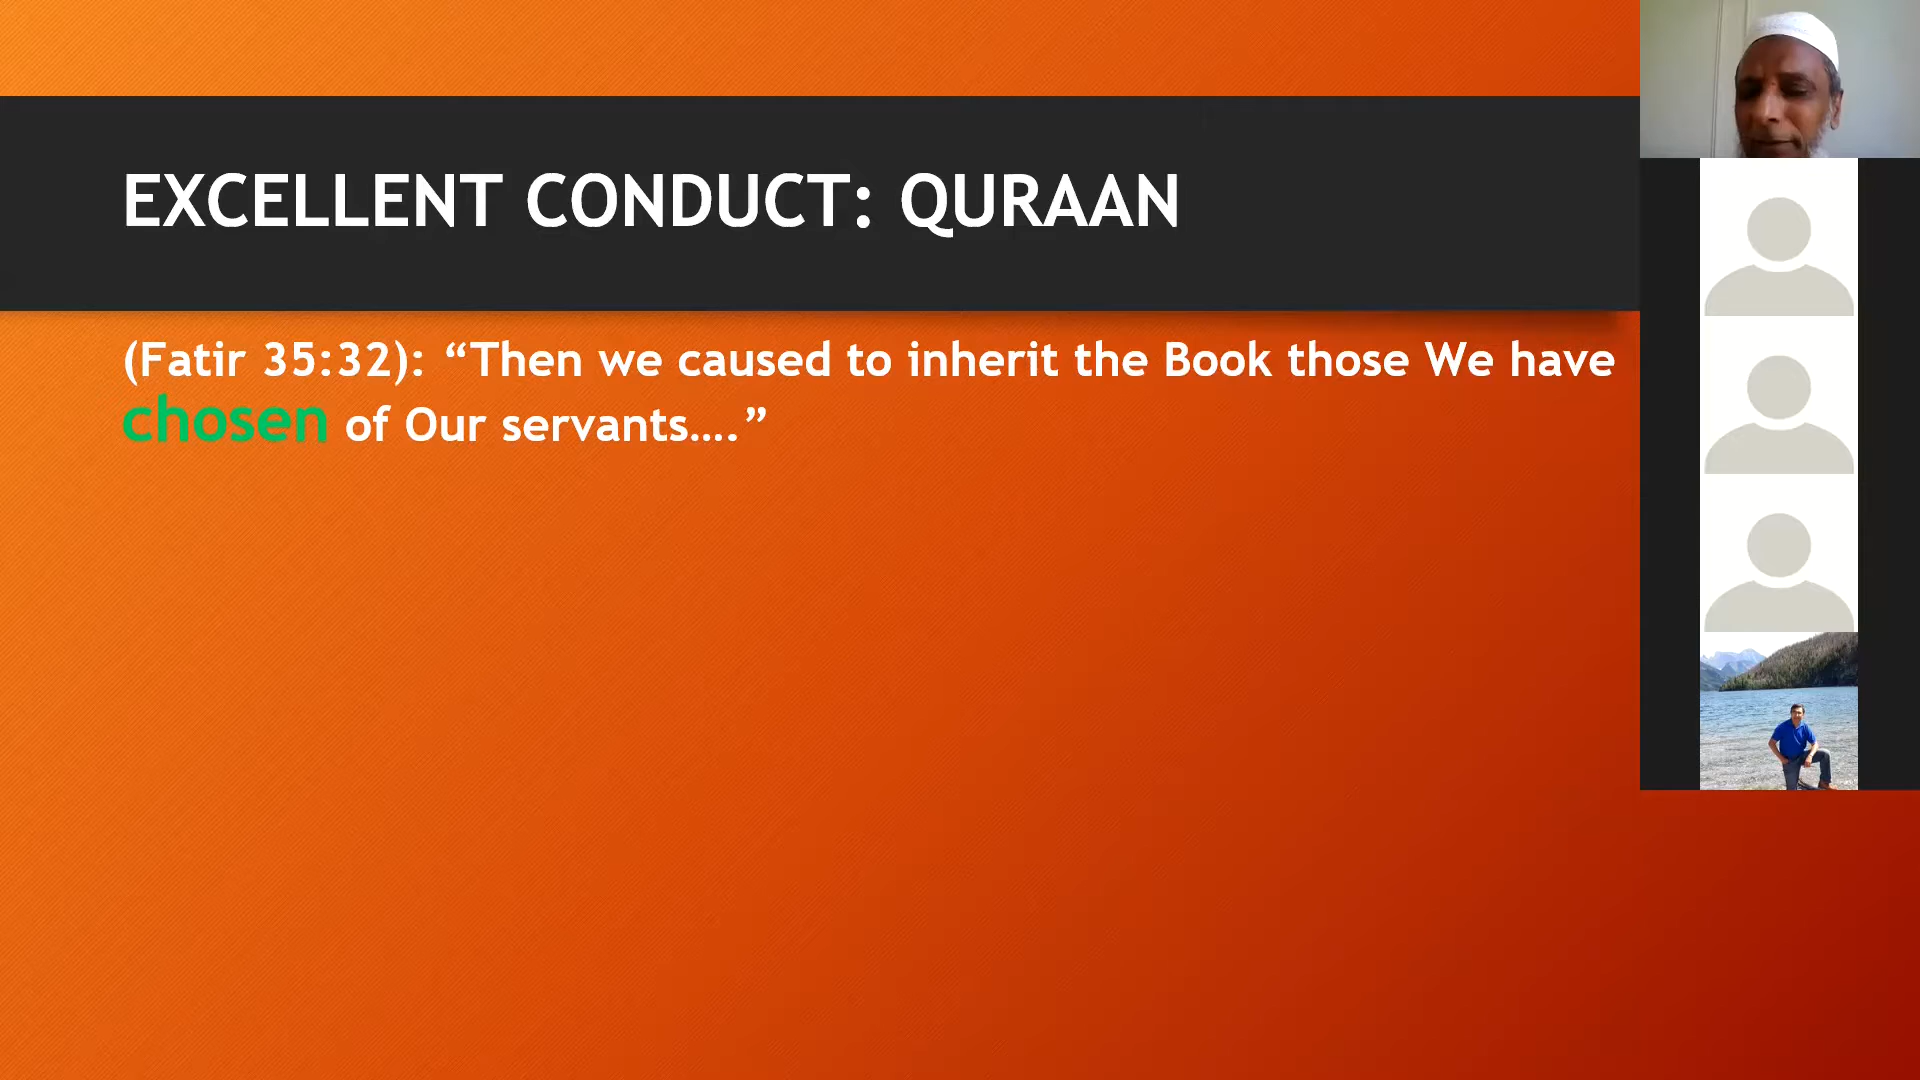 EXCELLENT CONDUCT: QURAAN
(Fatir 35:32): “Then we caused to inherit the Book those We have
chosen of Our servants….”